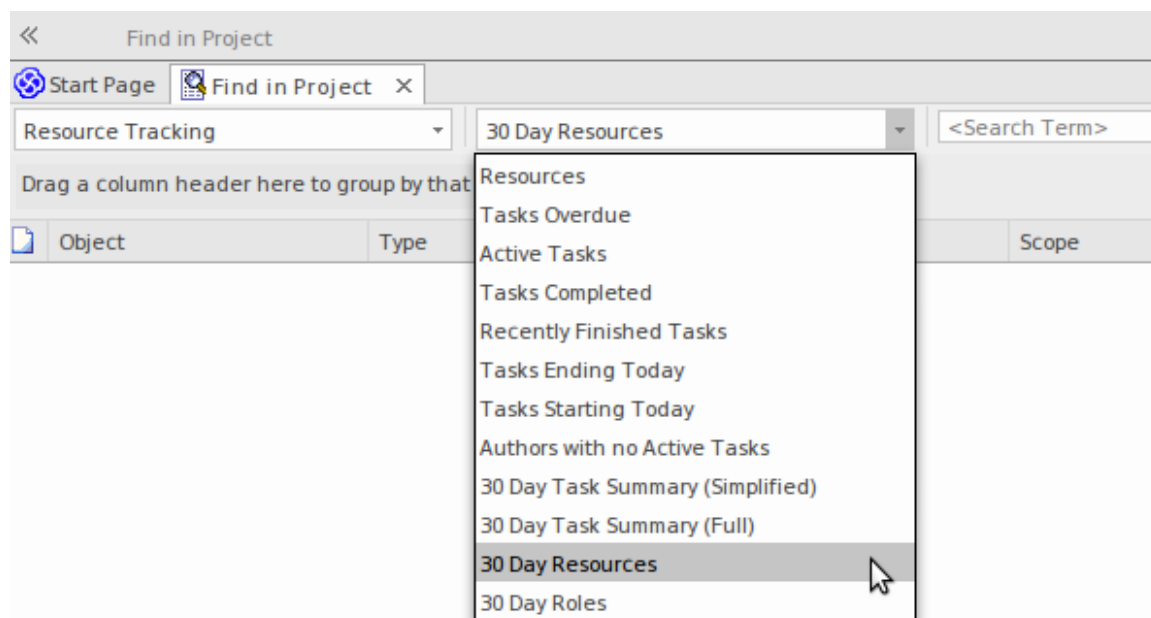 Find in Project
Start Page Find in Project
Resource Tracking 30 Day Resources <Search Term>
Drag a column header here to group by that
Object Type Scope
Resources
Tasks Overdue
Active Tasks
Tasks Completed
Recently Finished Tasks
Tasks Ending Today
Tasks Starting Today
Authors with no Active Tasks
30 Day Task Summary (Simplified)
30 Day Task Summary (Full)
30 Day Resources
30 Day Roles